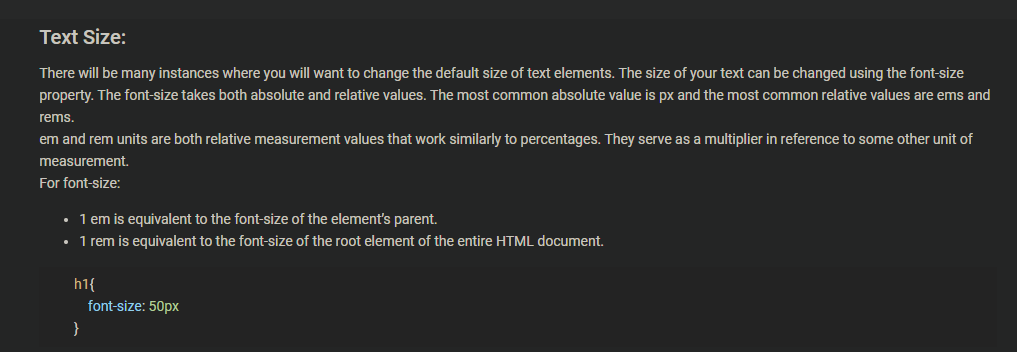 Text Size:
There will be many instances where you will want to change the default size of text elements. The size of your text can be changed using the font-size
property. The font-size takes both absolute and relative values. The most common absolute value is px and the most common relative values are ems and
rems.
em and rem units are both relative measurement values that work similarly to percentages. They serve as a multiplier in reference to some other unit of
measurement.
For font-size:
• 1 em is equivalent to the font-size of the element's parent.
• 1 rem is equivalent to the font-size of the root element of the entire HTML document.
h1{
font-size: 50px
}